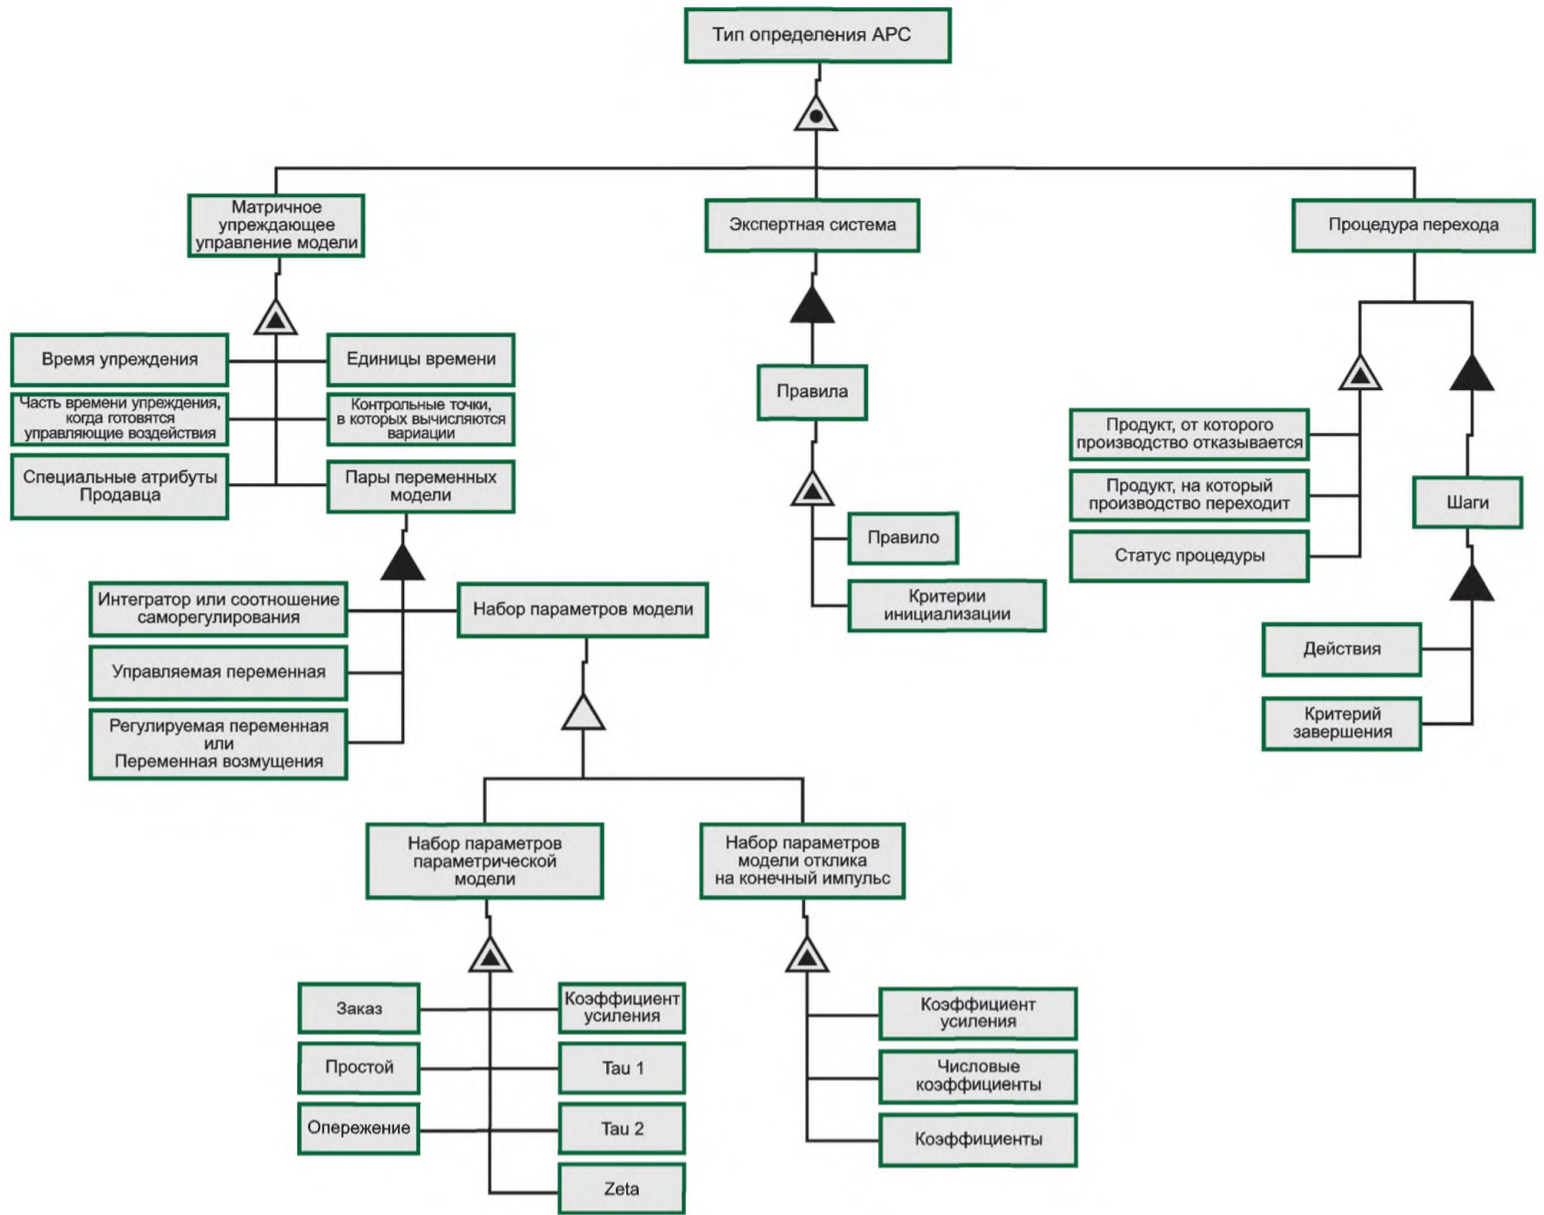 Тип определения АРС
Матричное
упреждающее
управление модели
Экспертная система
Процедура перехода
Время упреждения
Единицы времени
Часть времени упреждения,
когда готовятся
управляющие воздействия
Контрольные точки,
в которых вычисляются
вариации
Специальные атрибуты
Продавца
Пары переменных
модели
Интегратор или соотношение
саморегулирования
Набор параметров модели
Управляемая переменная
Регулируемая переменная
или
Переменная возмущения
Набор параметров
параметрической
модели
Набор параметров
модели отклика
на конечный импульс
Заказ
Коэффициент
усиления
Простой
Tau 1
Опережение
Tau 2
Zeta
Коэффициент
усиления
Числовые
коэффициенты
Коэффициенты
Правила
Правило
Критерии
инициализации
Продукт, от которого
производство отказывается
Продукт, на который
производство переходит
Статус процедуры
Шаги
Действия
Критерий
завершения